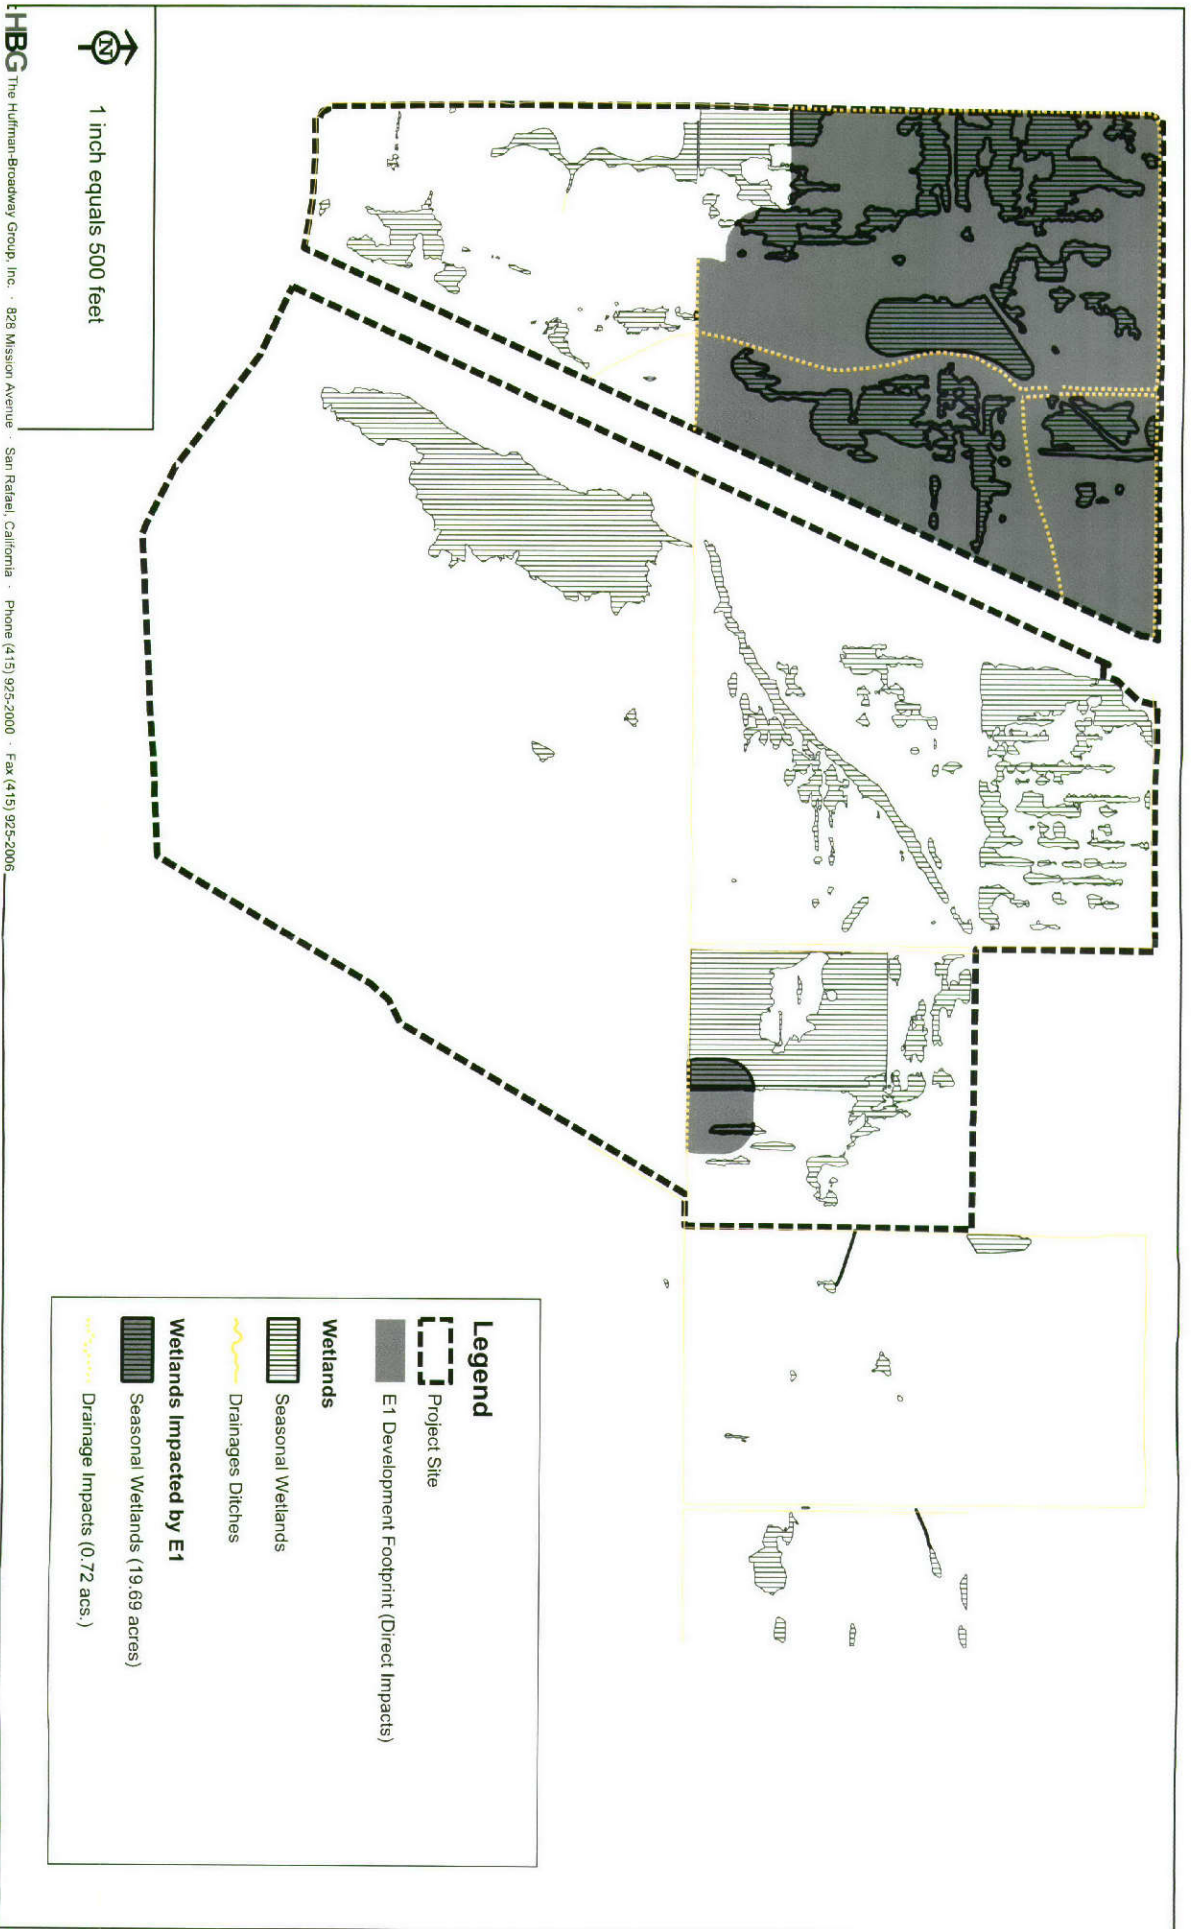 N
1 inch equals 500 feet
HBG The Huffman-Broadway Group, Inc. · 828 Mission Avenue · San Rafael, California · Phone (415) 925-2000 · Fax (415) 925-2006
Legend
Project Site
E1 Development Footprint (Direct Impacts)
Wetlands
Seasonal Wetlands
Drainages Ditches
Wetlands Impacted by E1
Seasonal Wetlands (19.69 acres)
Drainage Impacts (0.72 acs.)